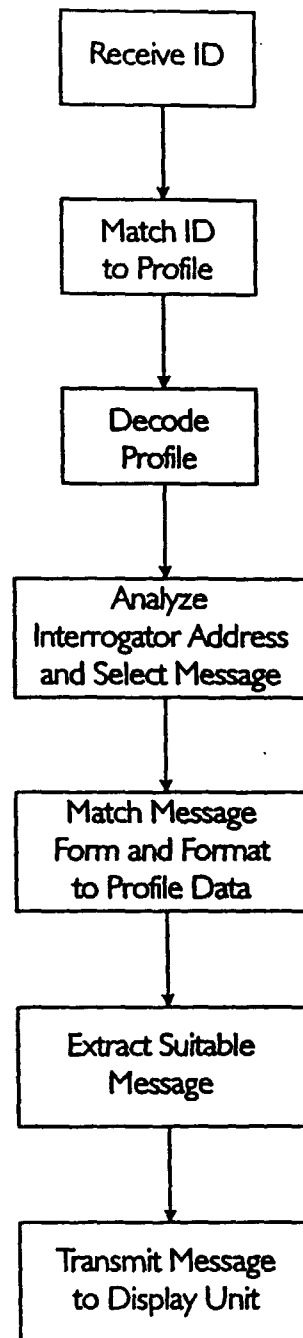 Receive ID
Match ID
to Profile
Decode
Profile
Analyze
Interrogator Address
and Select Message
Match Message
Form and Format
to Profile Data
Extract Suitable
Message
Transmit Message
to Display Unit